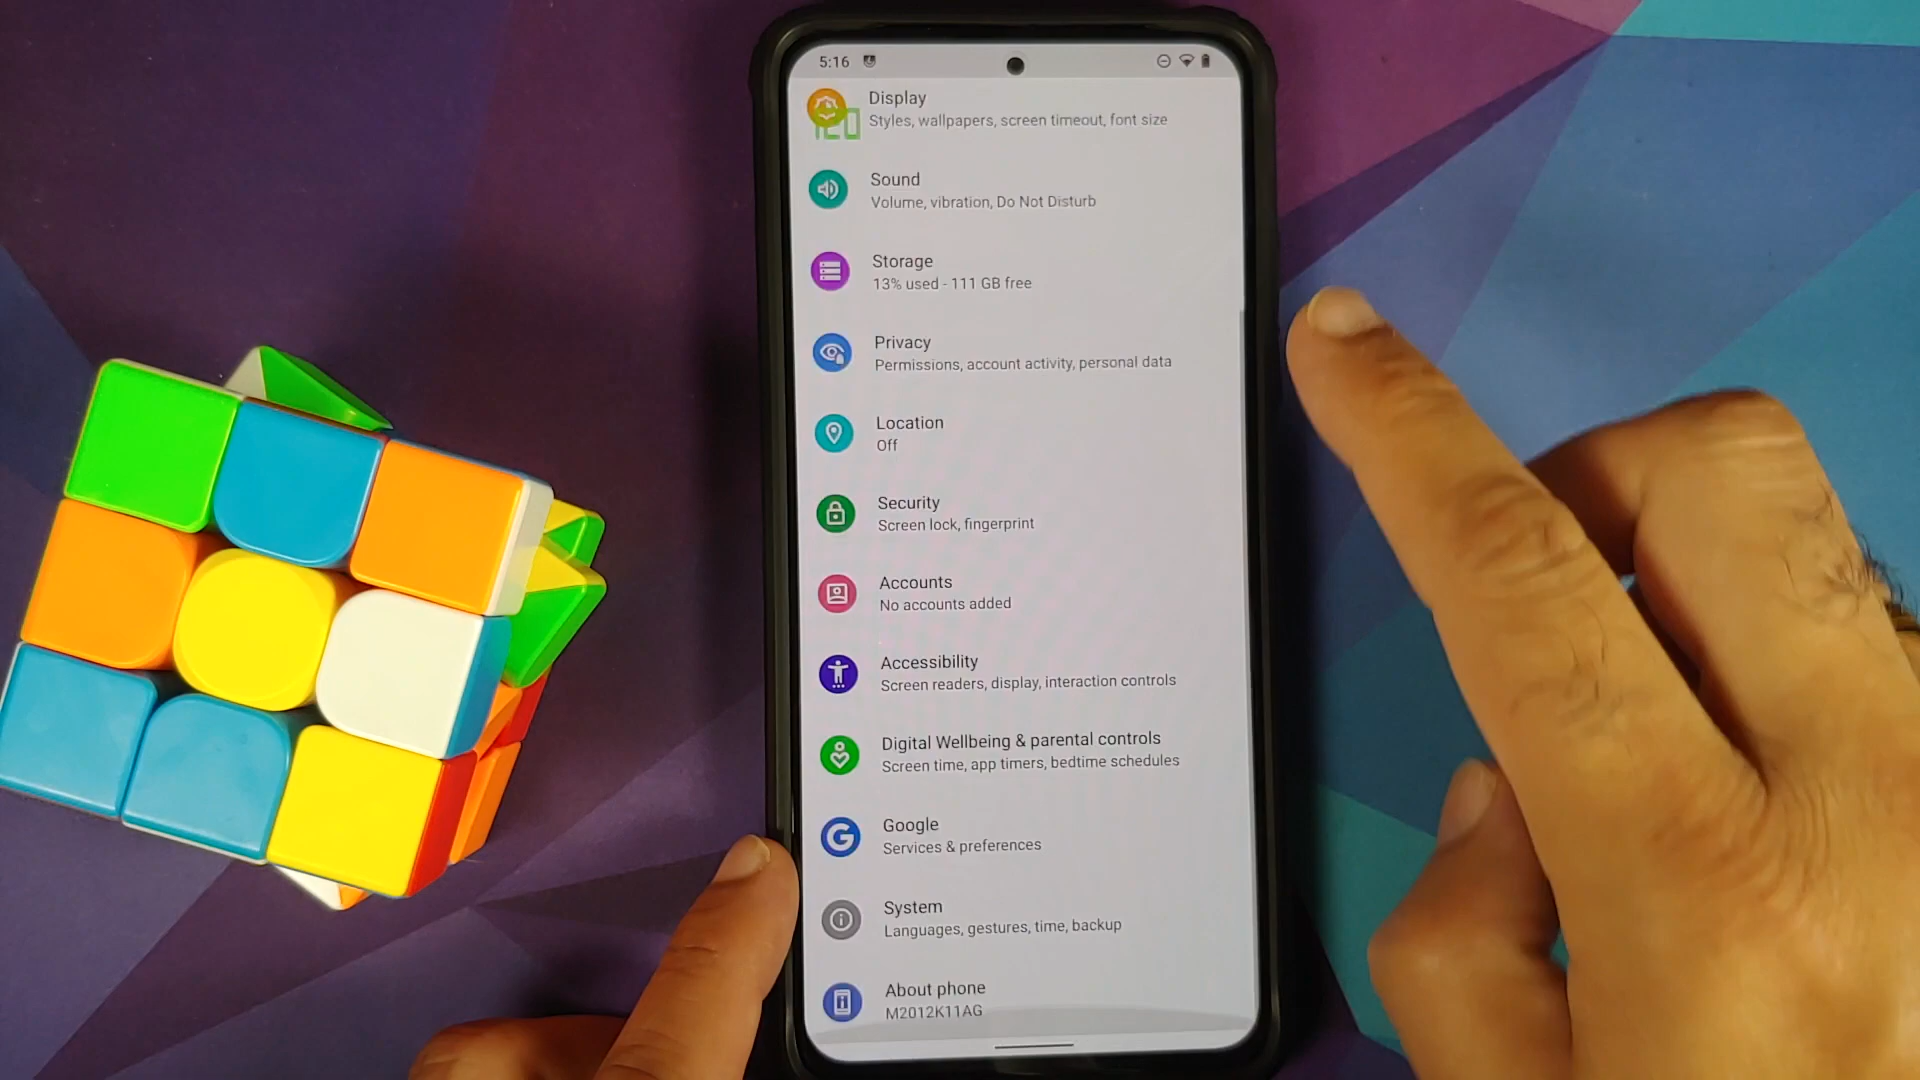 5:16
Display
120
Styles, wallpapers, screen timeout, font size
Sound
Volume, vibration, Do Not Disturb
Storage
13% used - 111 GB free
Privacy
Permissions, account activity, personal data
Location
Off
Security
Screen lock, fingerprint
Accounts
No accounts added
Accessibility
Screen readers, display, interaction controls
Digital Wellbeing & parental controls
Screen time, app timers, bedtime schedules
G
Google
Services & preferences
System
Languages, gestures, time, backup
About phone
M2012K11AG